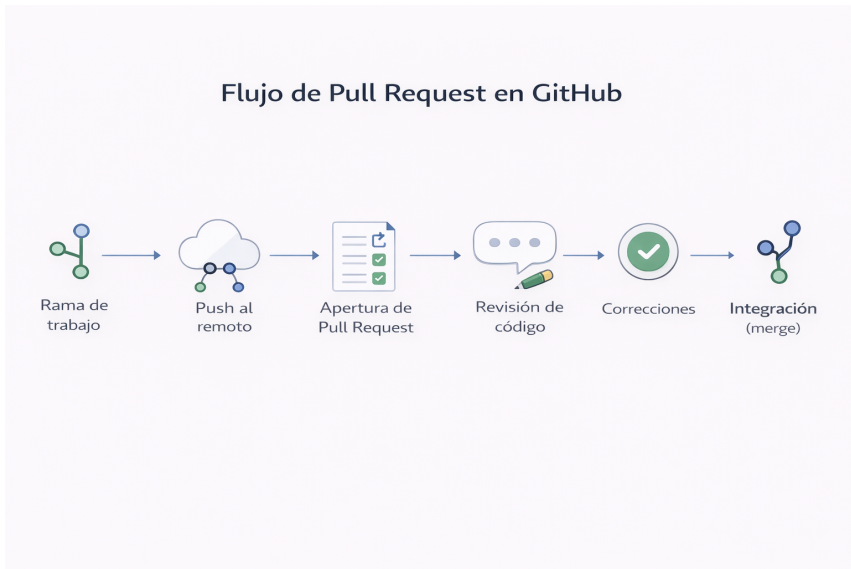 Flujo de Pull Request en GitHub
Rama de
trabajo
Push al
remoto
Apertura de
Pull Request
Revisión de
código
Correcciones
Integración
(merge)